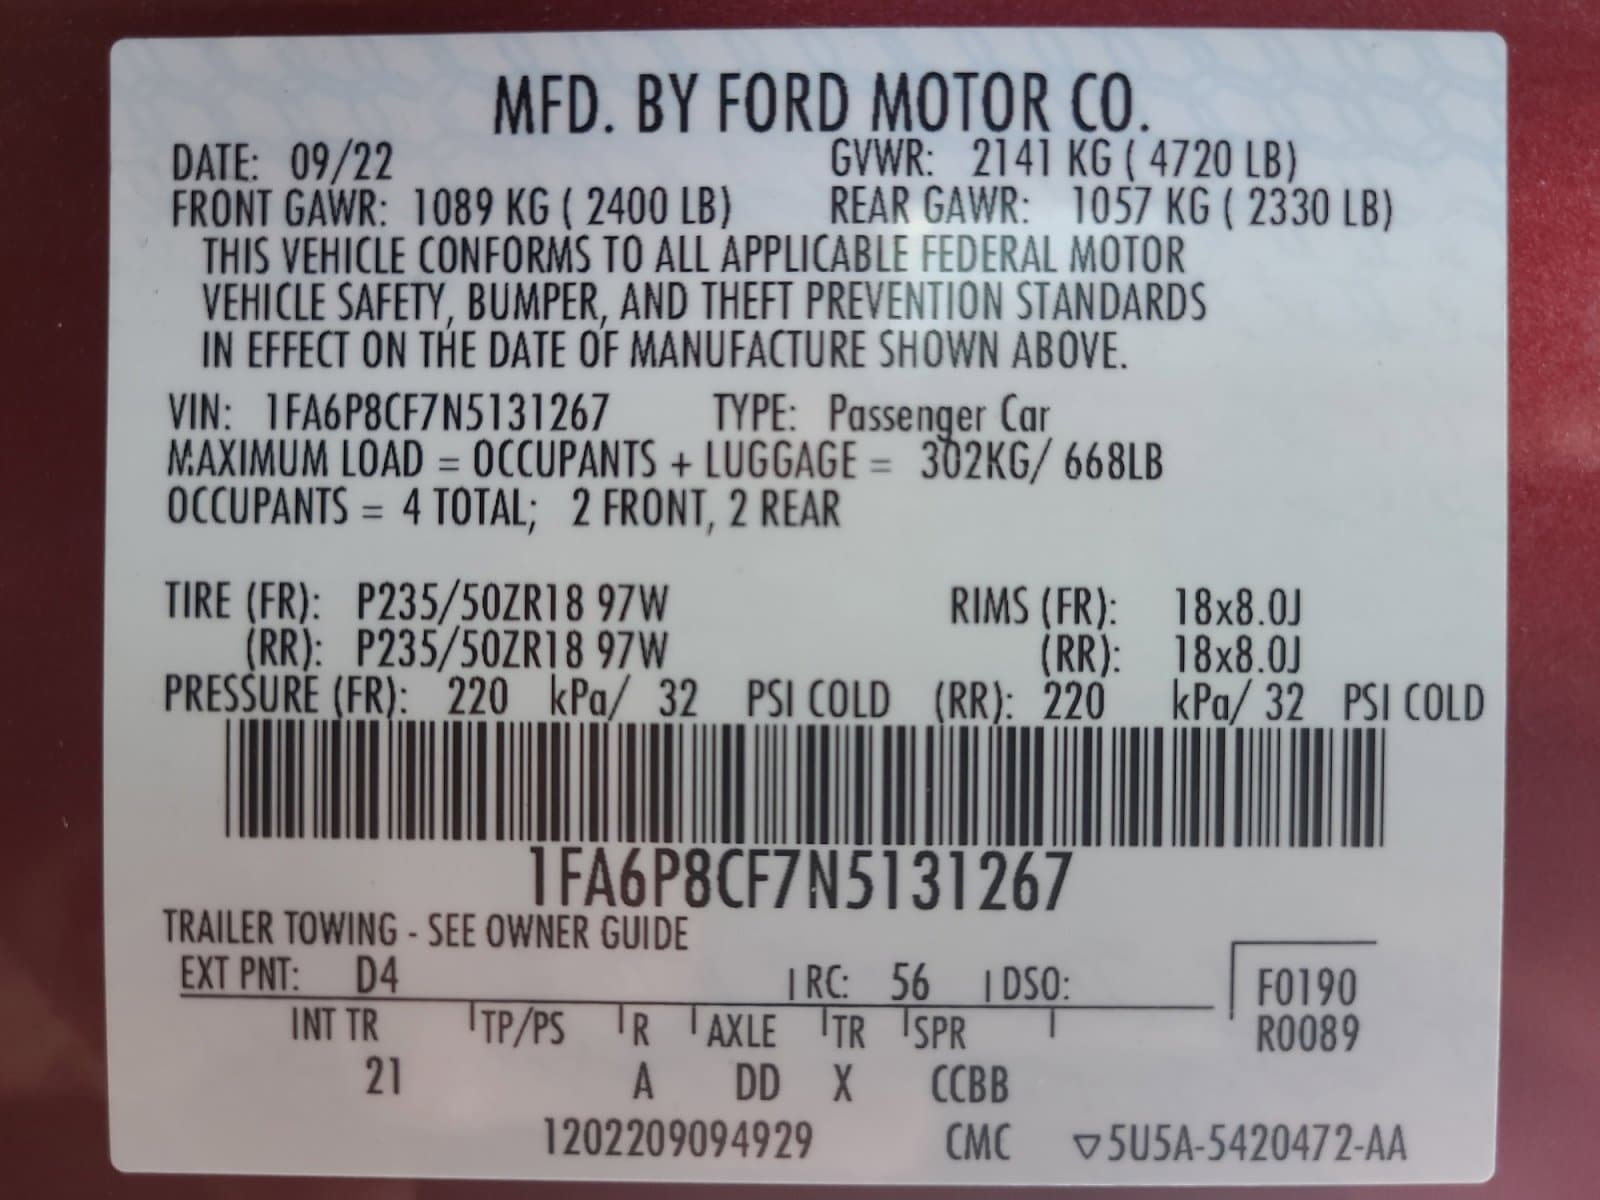 MFD. BY FORD MOTOR CO.
DATE: 09/22 GVWR: 2141 KG ( 4720 LB)
FRONT GAWR: 1089 KG ( 2400 LB) REAR GAWR: 1057 KG ( 2330 LB)
THIS VEHICLE CONFORMS TO ALL APPLICABLE FEDERAL MOTOR
VEHICLE SAFETY, BUMPER, AND THEFT PREVENTION STANDARDS
IN EFFECT ON THE DATE OF MANUFACTURE SHOWN ABOVE.
VIN: 1FA6P8CF7N5131267 TYPE: Passenger Car
MAXIMUM LOAD = OCCUPANTS + LUGGAGE = 302KG/ 668LB
OCCUPANTS = 4 TOTAL; 2 FRONT, 2 REAR
TIRE (FR): P235/50ZR18 97W RIMS (FR): 18x8.0J
(RR): P235/50ZR18 97W (RR): 18x8.0J
PRESSURE (FR): 220 kPa/ 32 PSI COLD (RR): 220 kPa/ 32 PSI COLD
1FA6P8CF7N5131267
TRAILER TOWING - SEE OWNER GUIDE
EXT PNT: D4 RC: 56 DSO: F0190
INT TR TP/PS R AXLE TR SPR R0089
21 A DD X CCBB
1202209094929 CMC ▽5U5A-5420472-AA